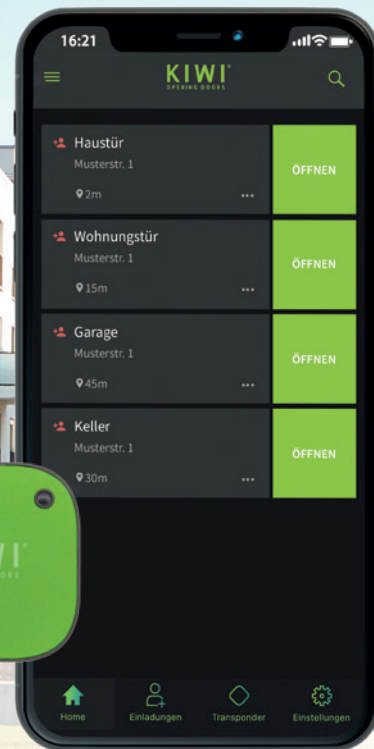 16:21
KIWI
OPENING DOORS
Haustür
Musterstr. 1
2m
ÖFFNEN
Wohnungstür
Musterstr. 1
15m
ÖFFNEN
Garage
Musterstr. 1
45m
ÖFFNEN
Keller
Musterstr. 1
30m
ÖFFNEN
Home
Einladungen
Transponder
Einstellungen